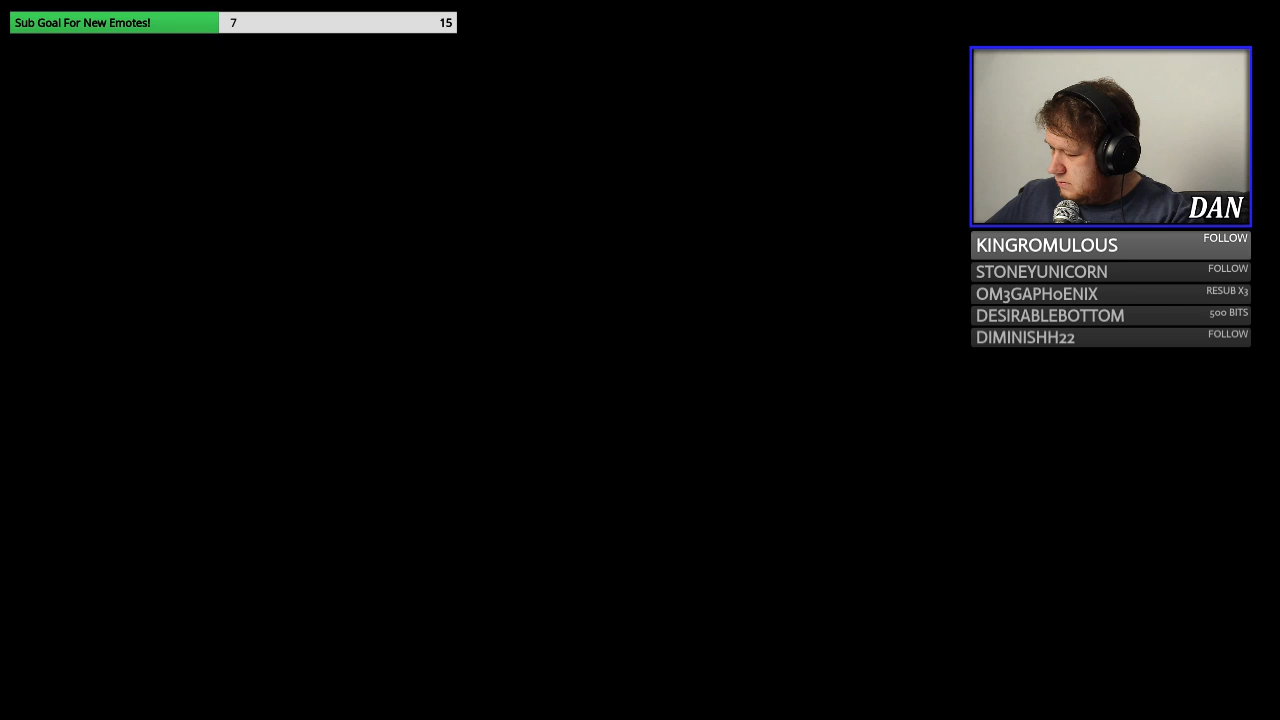 Sub Goal For New Emotes! 7 15
DAN
KINGROMULOUS FOLLOW
STONEYUNICORN FOLLOW
OM3GAPH0ENIX RESUB X3
DESIRABLEBOTTOM 500 BITS
DIMINISHH22 FOLLOW